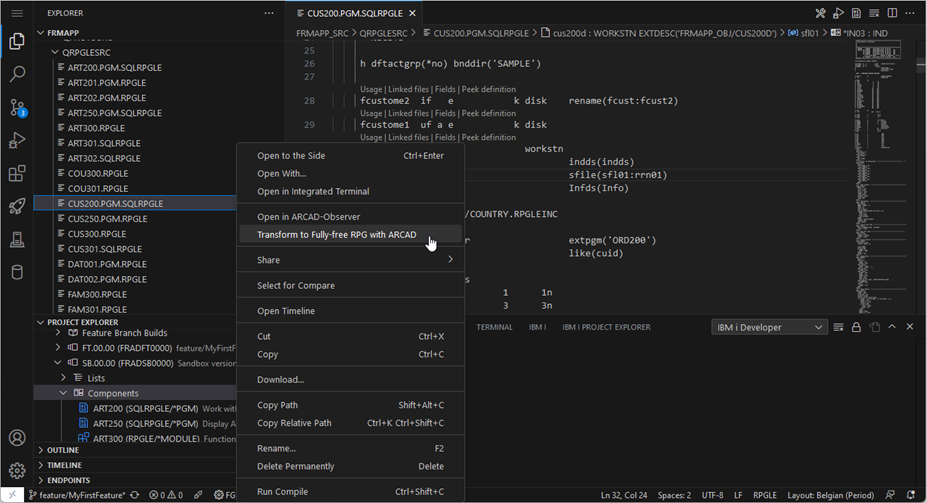 EXPLORER
CUS200.PGM.SQLRPGLE
FRMAPP
FRMAPP_SRC > QRPGLESRC > CUS200.PGM.SQLRPGLE > cus200d : WORKSTN EXTDESC('FRMAPP_OBJ/CUS200D') > sfl01 > *IN03 : IND
QRPGLESRC
ART200.PGM.SQLRPGLE
ART201.PGM.RPGLE
ART202.PGM.RPGLE
ART250.PGM.SQLRPGLE
ART300.RPGLE
ART301.SQLRPGLE
ART302.SQLRPGLE
COU300.RPGLE
COU301.RPGLE
CUS200.PGM.SQLRPGLE
CUS250.PGM.RPGLE
CUS300.RPGLE
CUS301.SQLRPGLE
DAT001.PGM.RPGLE
DAT002.PGM.RPGLE
FAM300.RPGLE
FAM301.RPGLE
25
26 h dftactgrp(*no) bnddir('SAMPLE')
27
Usage | Linked files | Fields | Peek definition
28 fcustome2 if e k disk rename(fcust:fcust2)
Usage | Linked files | Fields | Peek definition
29 fcustome1 uf a e k disk
Usage | Linked files | Fields | Peek definition
workstn
indds(indds)
sfile(sfl01:rrn01)
Infds(Info)
/COUNTRY.RPGLEINC
r extpgm('ORD200')
like(cuid)
s
1 1n
3 3n
Open to the Side Ctrl+Enter
Open With...
Open in Integrated Terminal
Open in ARCAD-Observer
Transform to Fully-free RPG with ARCAD
Share
Select for Compare
Open Timeline
Cut Ctrl+X
Copy Ctrl+C
Download...
Copy Path Shift+Alt+C
Copy Relative Path Ctrl+K Ctrl+Shift+C
Rename... F2
Delete Permanently Delete
Run Compile Ctrl+Shift+C
PROJECT EXPLORER
Feature Branch Builds
FT.00.00 (FRADFT0000) feature/MyFirstF
SB.00.00 (FRADSB0000) Sandbox version
Lists
Components
ART200 (SQLRPGLE/*PGM) Work with
ART250 (SQLRPGLE/*PGM) Display A
ART300 (RPGLE/*MODULE) Function
OUTLINE
TIMELINE
ENDPOINTS
TERMINAL IBM I IBM I PROJECT EXPLORER
IBM i Developer
3
feature/MyFirstFeature* 0 0 FG
Ln 32, Col 24 Spaces: 2 UTF-8 LF RPGLE Layout: Belgian (Period)